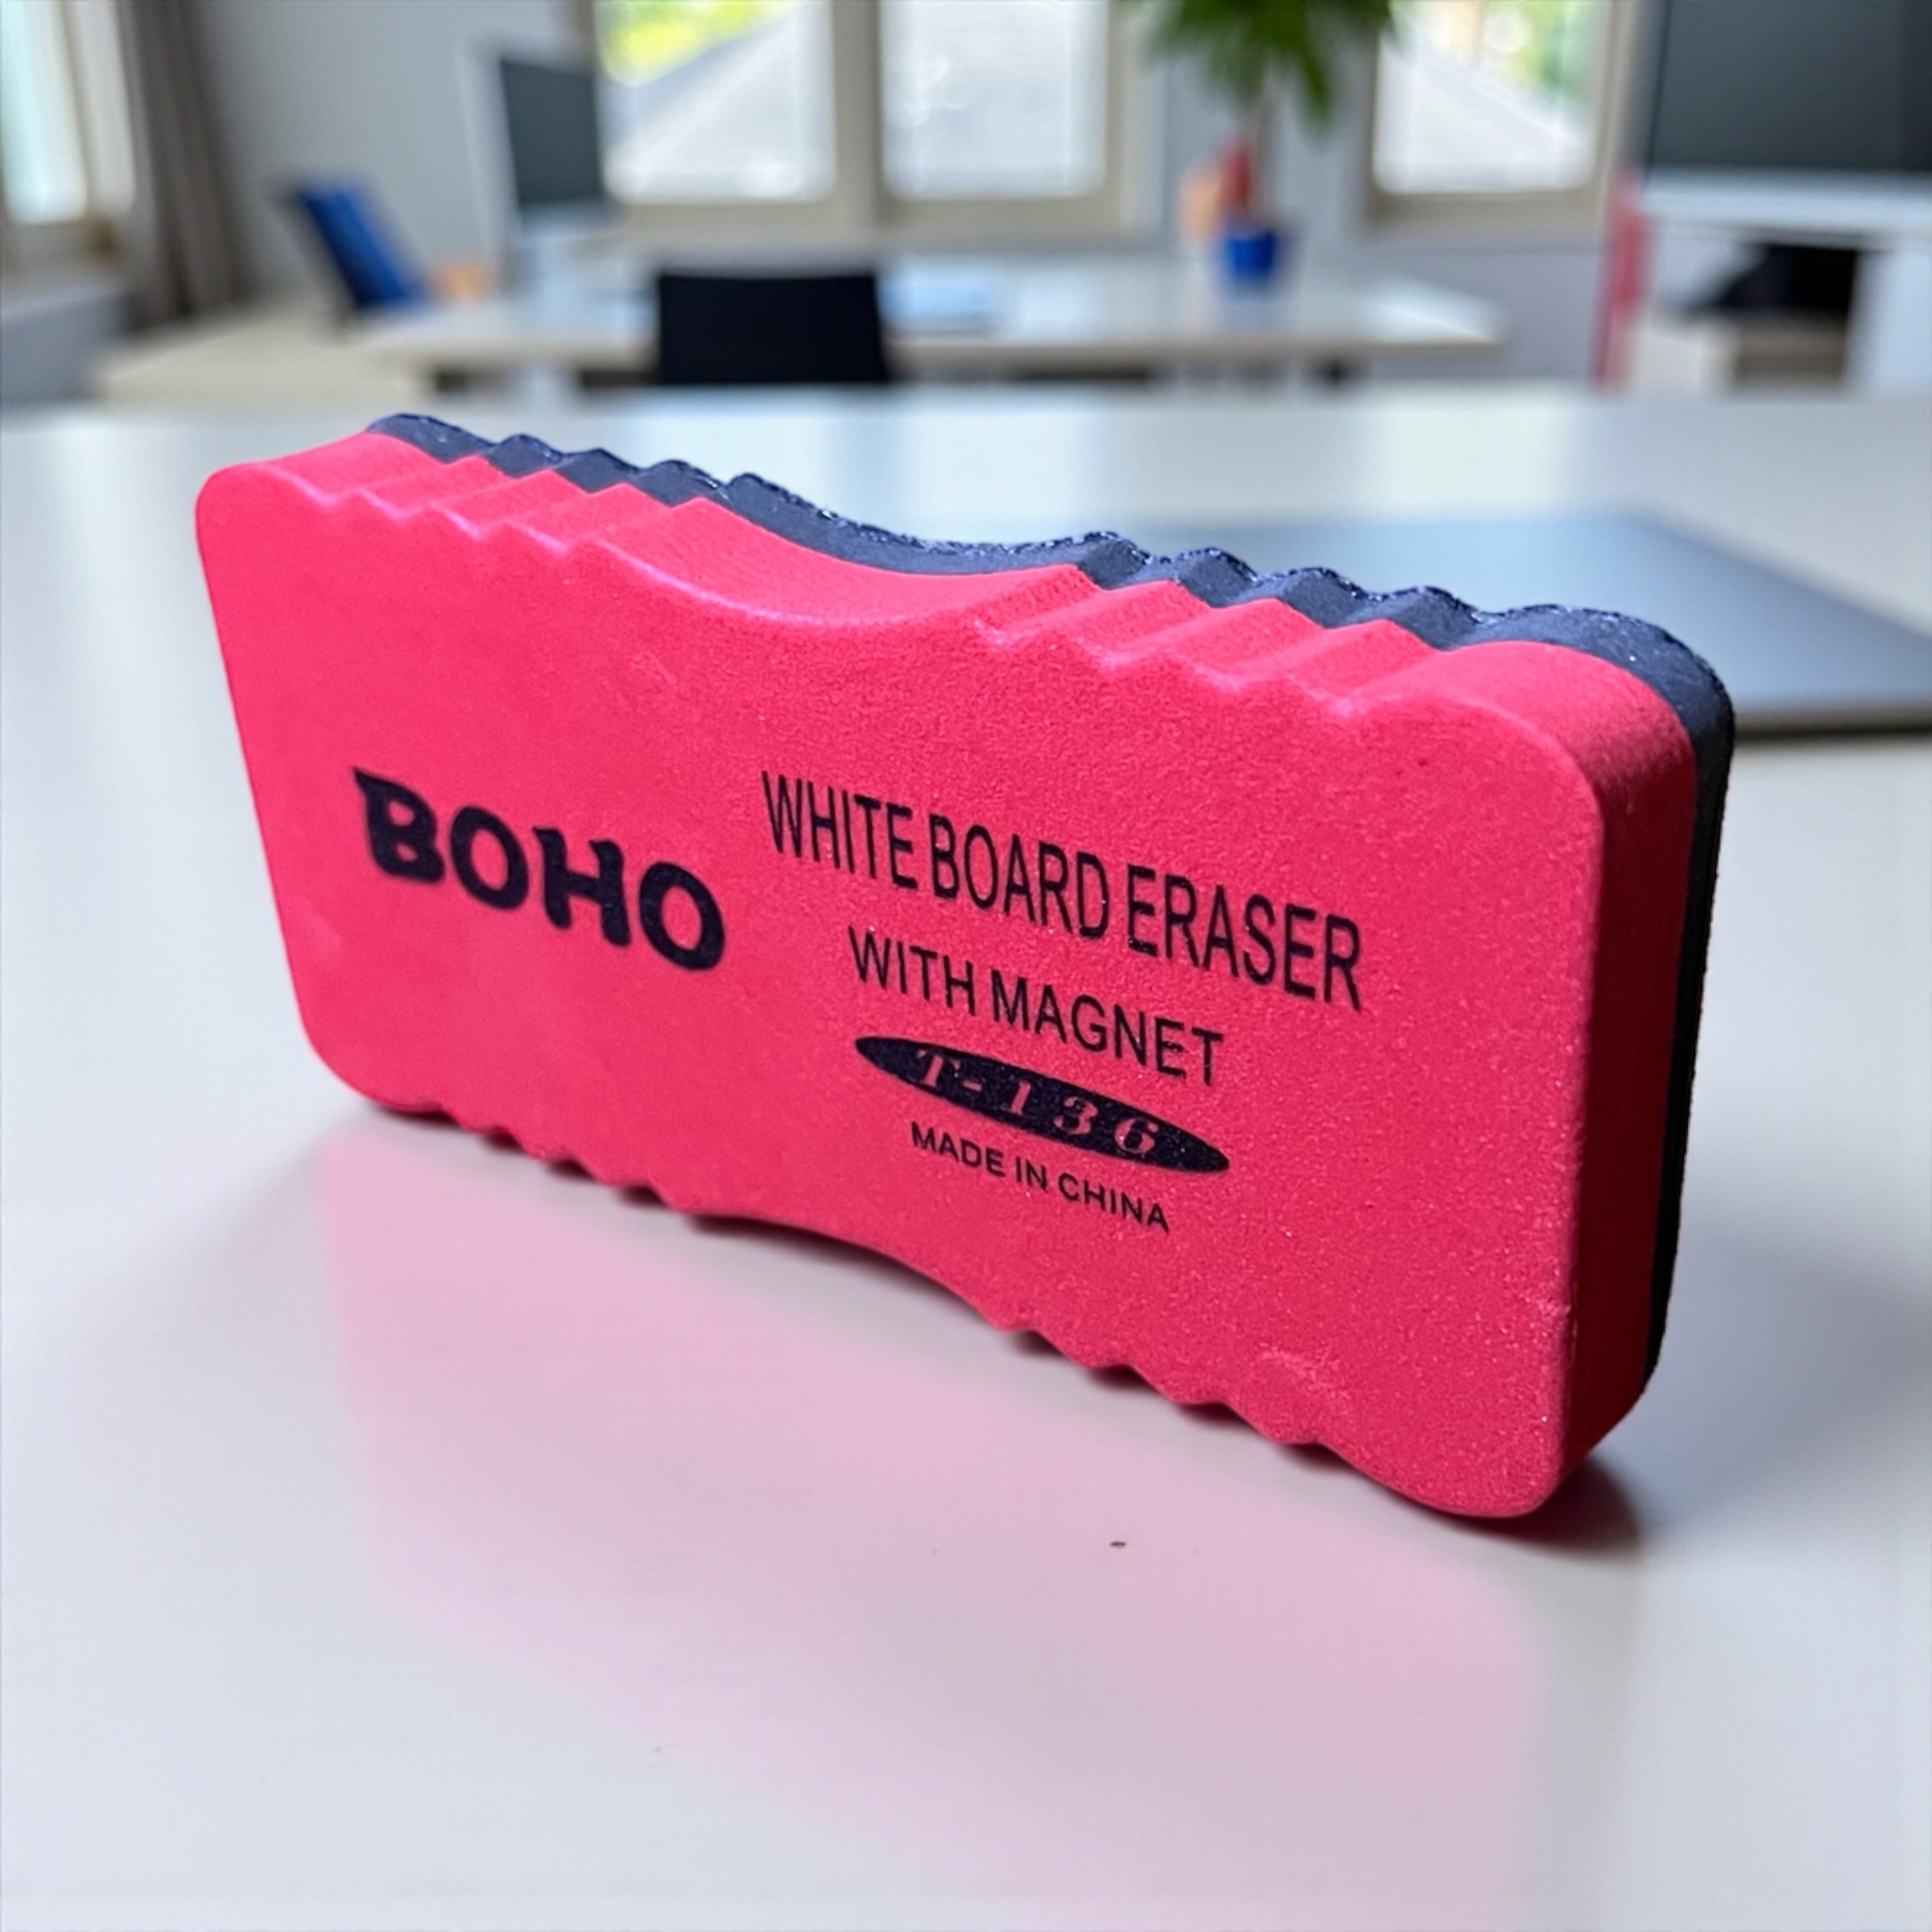 BOHO
WHITE BOARD ERASER
WITH MAGNET
T-136
MADE IN CHINA